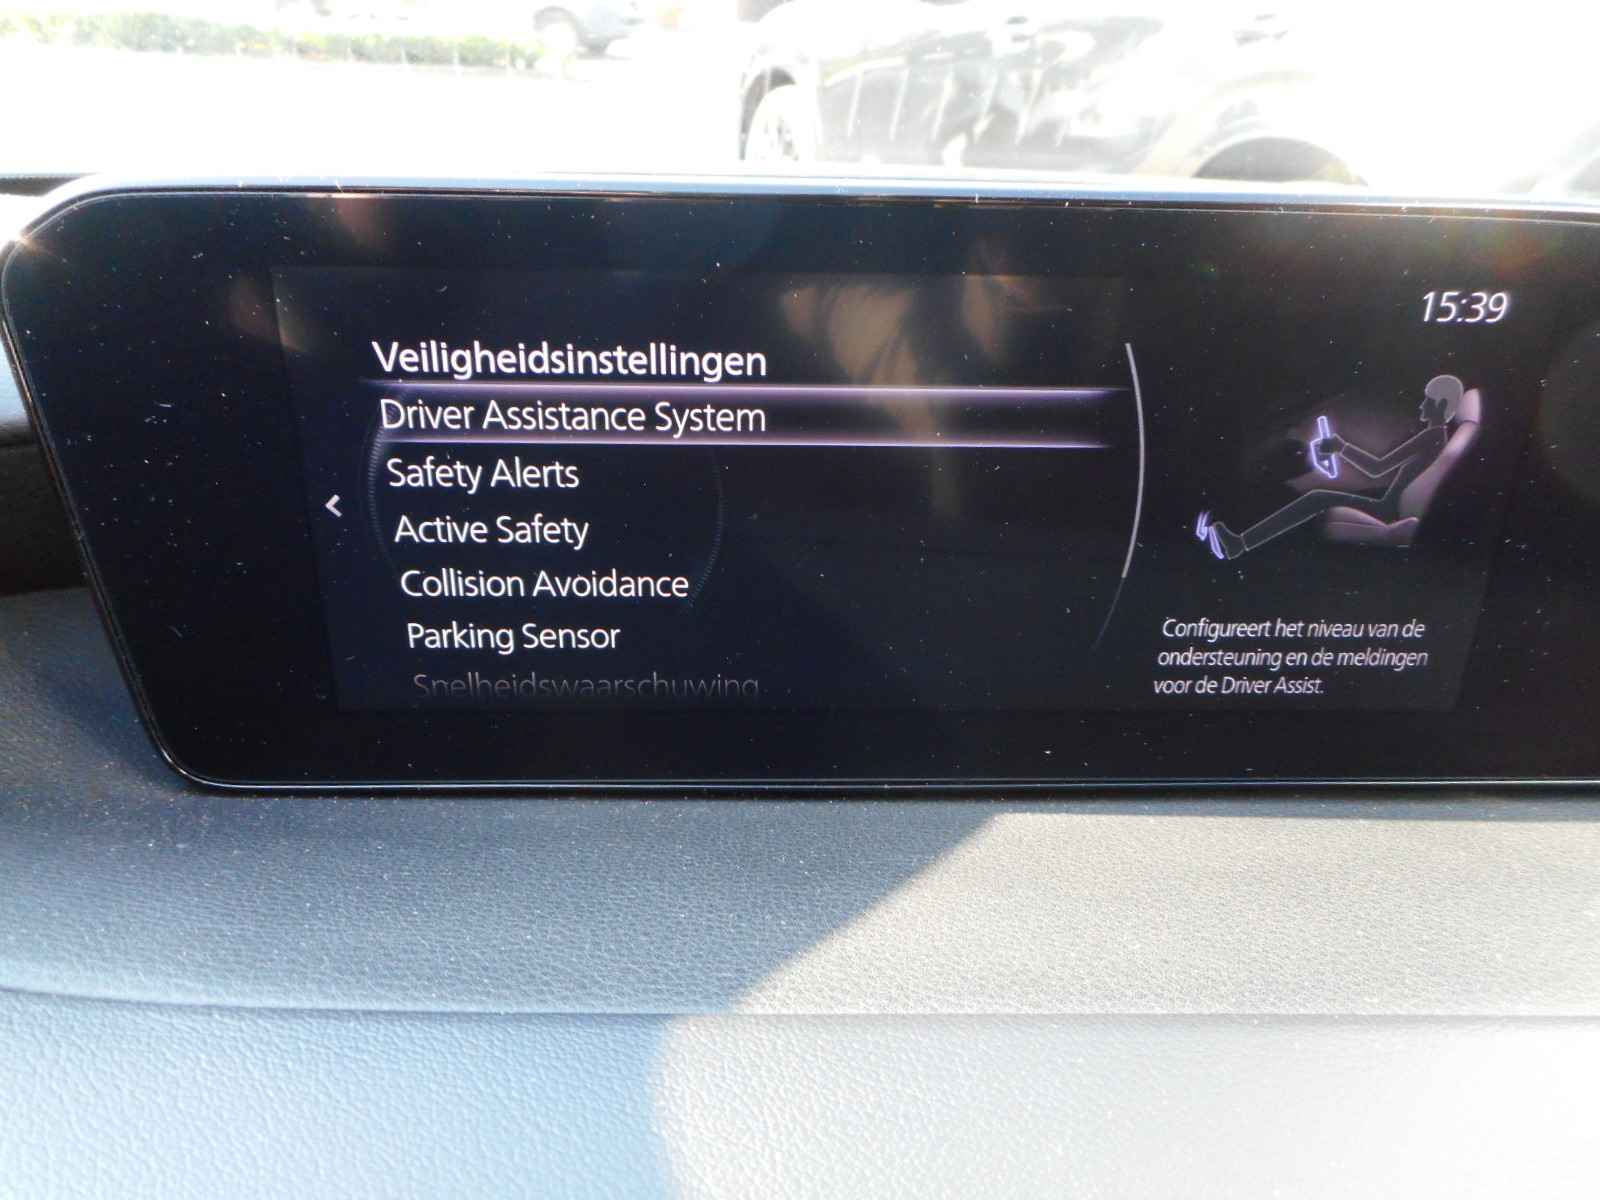 15:39
Veiligheidsinstellingen
Driver Assistance System
Safety Alerts
Active Safety
Collision Avoidance
Parking Sensor
Snelheidswaarschuwing
Configureert het niveau van de
ondersteuning en de meldingen
voor de Driver Assist.